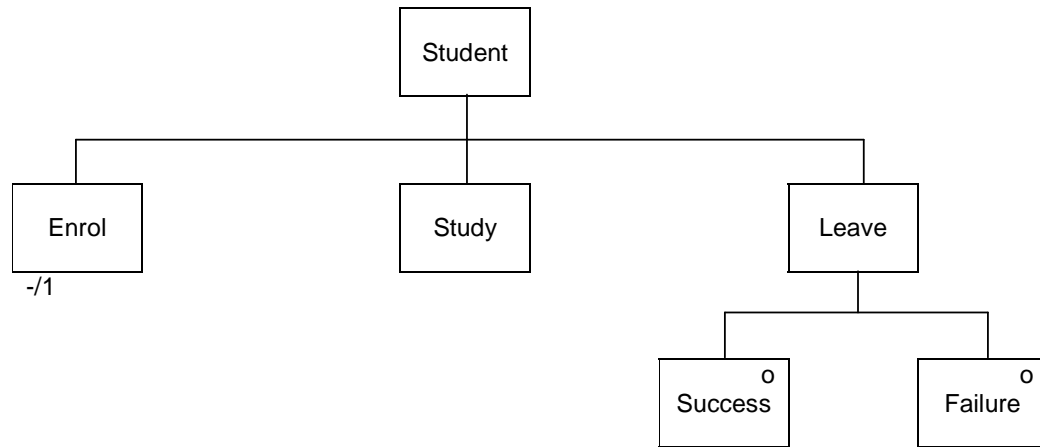 Student
Enrol
Study
Leave
-/1
o
o
Success
Failure